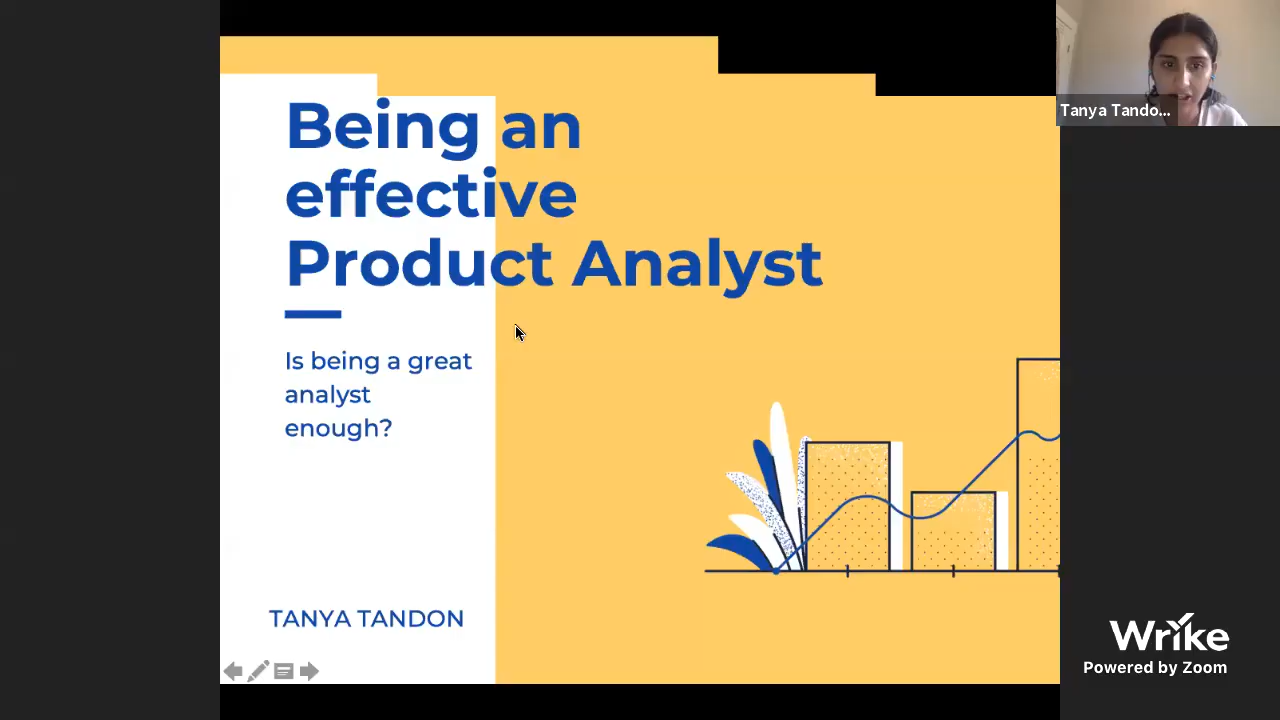 Being an
effective
Product Analyst
Is being a great
analyst
enough?
TANYA TANDON
Tanya Tando...
Wrike
Powered by Zoom